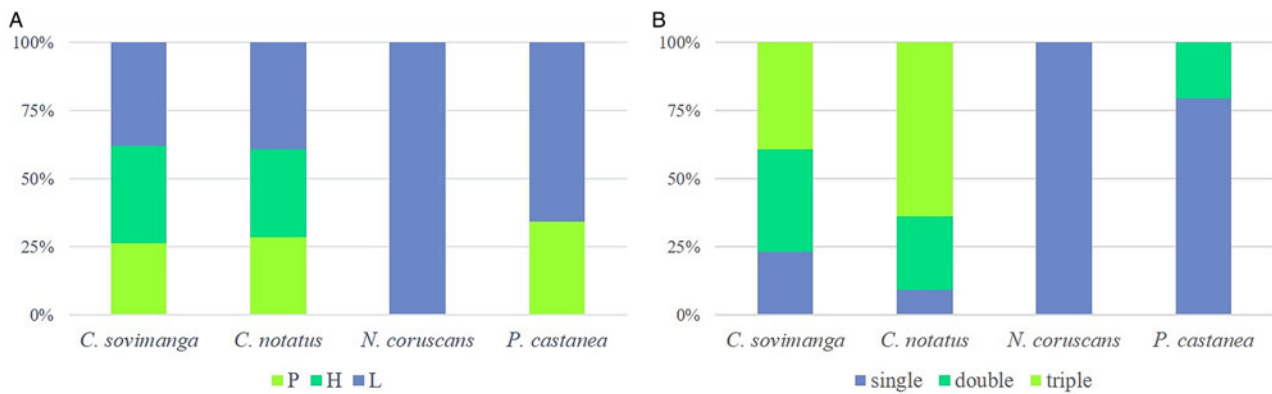 A
100%
75%
50%
25%
0%
C. sovimanga C. notatus N. coruscans P. castanea
P H L
B
100%
75%
50%
25%
0%
C. sovimanga C. notatus N. coruscans P. castanea
single double triple